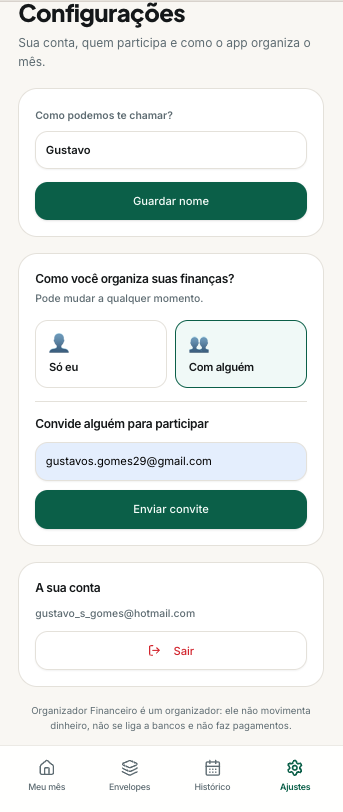 Configurações
Sua conta, quem participa e como o app organiza o
mês.
Como podemos te chamar?
Gustavo
Guardar nome
Como você organiza suas finanças?
Pode mudar a qualquer momento.
Só eu
Com alguém
Convide alguém para participar
gustavos.gomes29@gmail.com
Enviar convite
A sua conta
gustavo_s_gomes@hotmail.com
Sair
Organizador Financeiro é um organizador: ele não movimenta
dinheiro, não se liga a bancos e não faz pagamentos.
Meu mês
Envelopes
Histórico
Ajustes